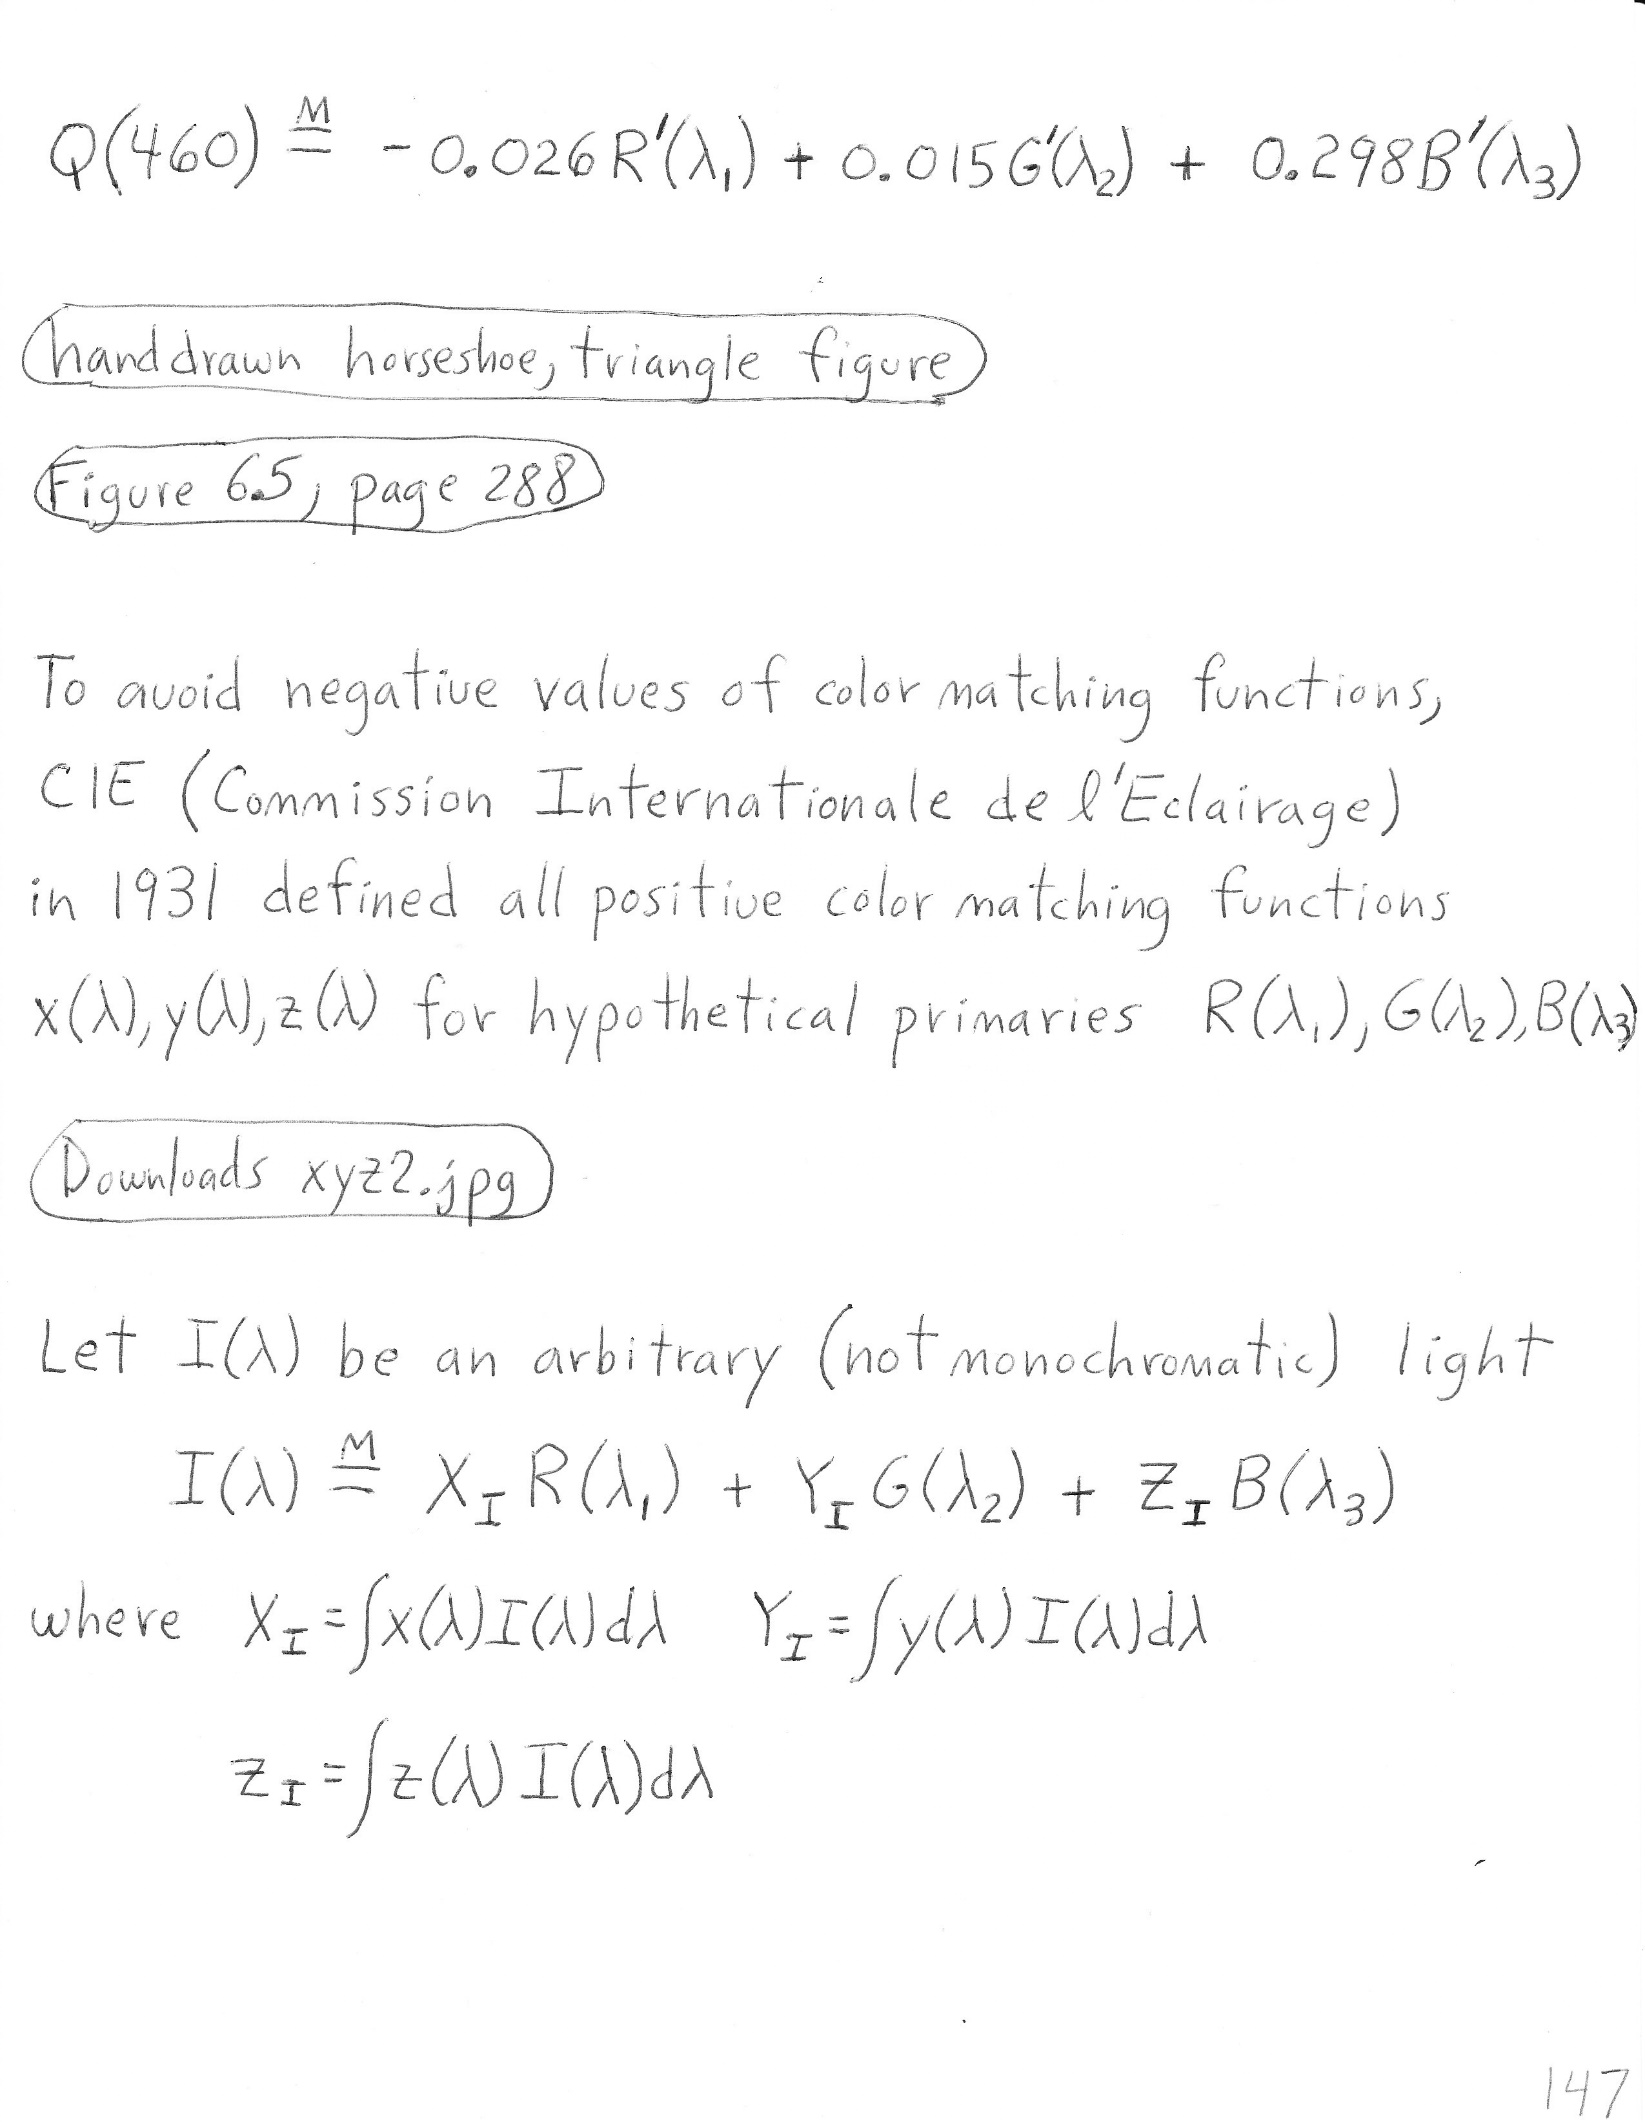 Q(460) M= -0.026R'(λ₁) + 0.015G'(λ₂) + 0.298B'(λ₃)
handdrawn horseshoe, triangle figure
Figure 6.5, page 288
To avoid negative values of color matching functions,
CIE (Commission Internationale de l'Eclairage)
in 1931 defined all positive color matching functions
x(λ), y(λ), z(λ) for hypothetical primaries R(λ₁), G(λ₂), B(λ₃)
Downloads xyz2.jpg
Let I(λ) be an arbitrary (not monochromatic) light
I(λ) M= X_I R(λ₁) + Y_I G(λ₂) + Z_I B(λ₃)
where X_I = ∫x(λ)I(λ)dλ Y_I = ∫y(λ)I(λ)dλ
Z_I = ∫z(λ)I(λ)dλ
147